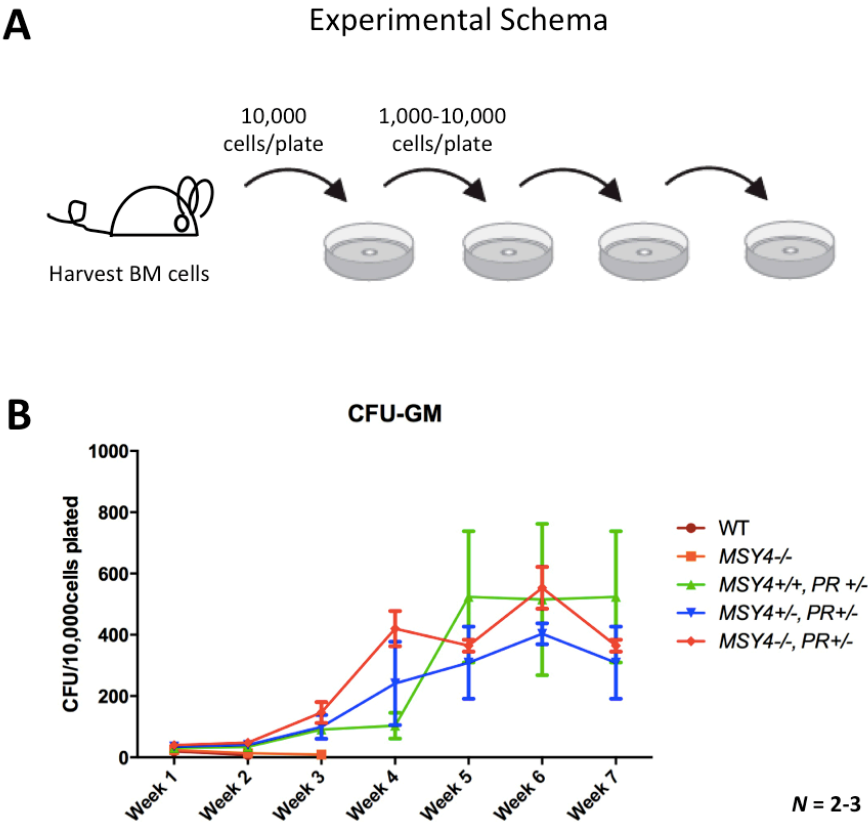 A
Experimental Schema
10,000
cells/plate
1,000-10,000
cells/plate
Harvest BM cells
B
CFU-GM
CFU/10,000cells plated
1000
800
600
400
200
0
Week 1
Week 2
Week 3
Week 4
Week 5
Week 6
Week 7
WT
MSY4-/-
MSY4+/+, PR +/-
MSY4+/-, PR+/-
MSY4-/-, PR+/-
N = 2-3